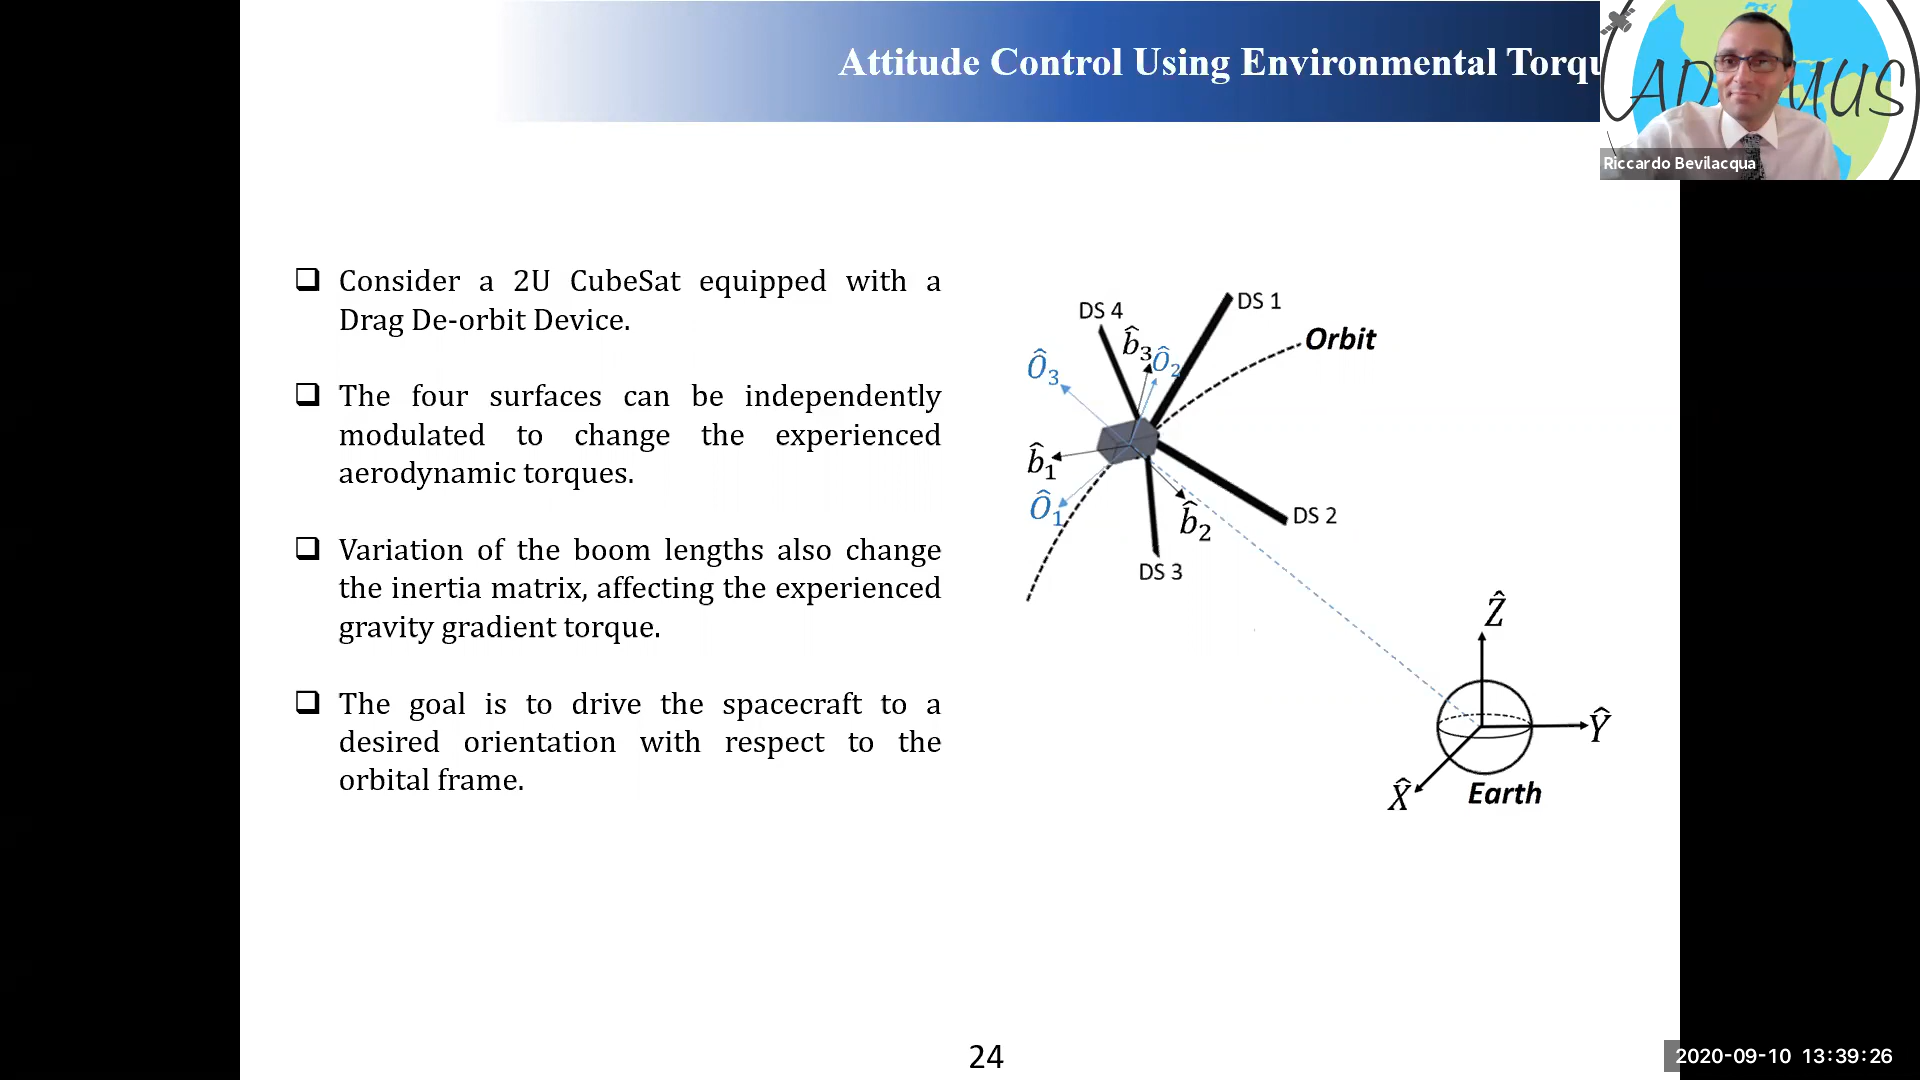 Attitude Control Using Environmental Torqu
Riccardo Bevilacqua
❑ Consider a 2U CubeSat equipped with a
Drag De-orbit Device.
❑ The four surfaces can be independently
modulated to change the experienced
aerodynamic torques.
❑ Variation of the boom lengths also change
the inertia matrix, affecting the experienced
gravity gradient torque.
❑ The goal is to drive the spacecraft to a
desired orientation with respect to the
orbital frame.
DS 4
DS 1
b̂3
Ô2
Orbit
Ô3
b̂1
Ô1
b̂2
DS 2
DS 3
Ẑ
Ŷ
X̂
Earth
24
2020-09-10 13:39:26